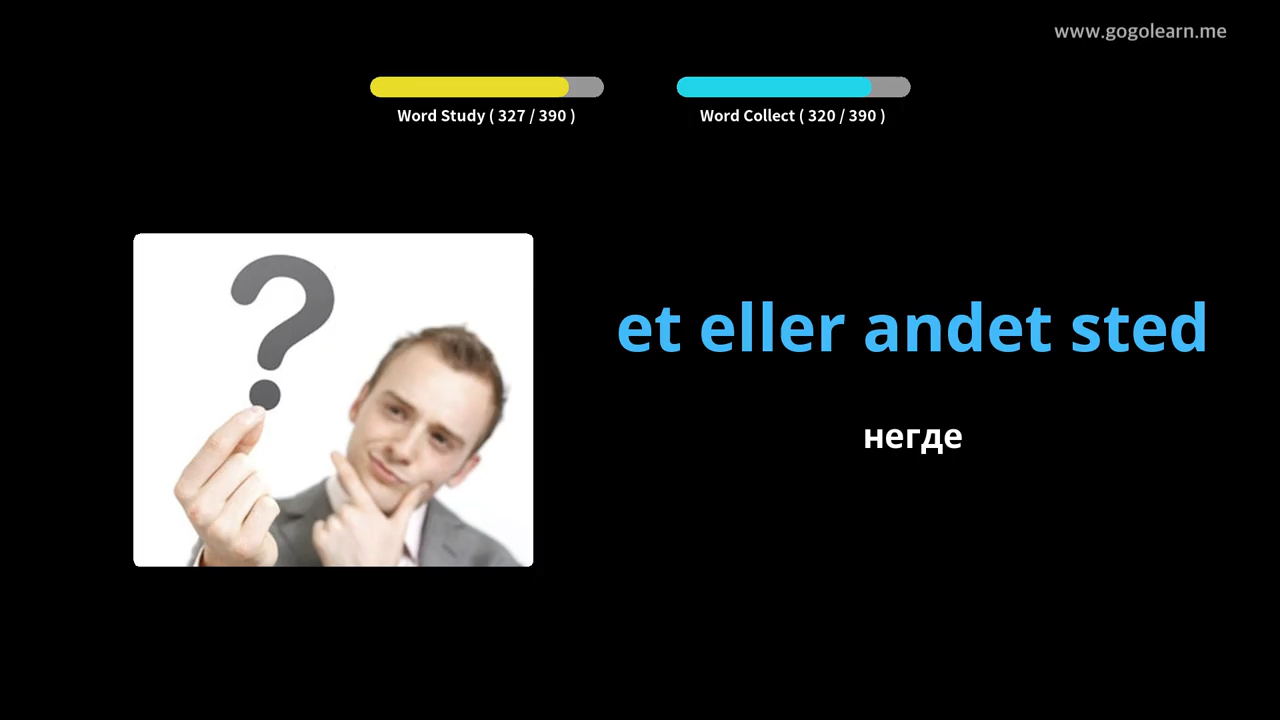 www.gogolearn.me
Word Study ( 327 / 390 )
Word Collect ( 320 / 390 )
?
et eller andet sted
негде